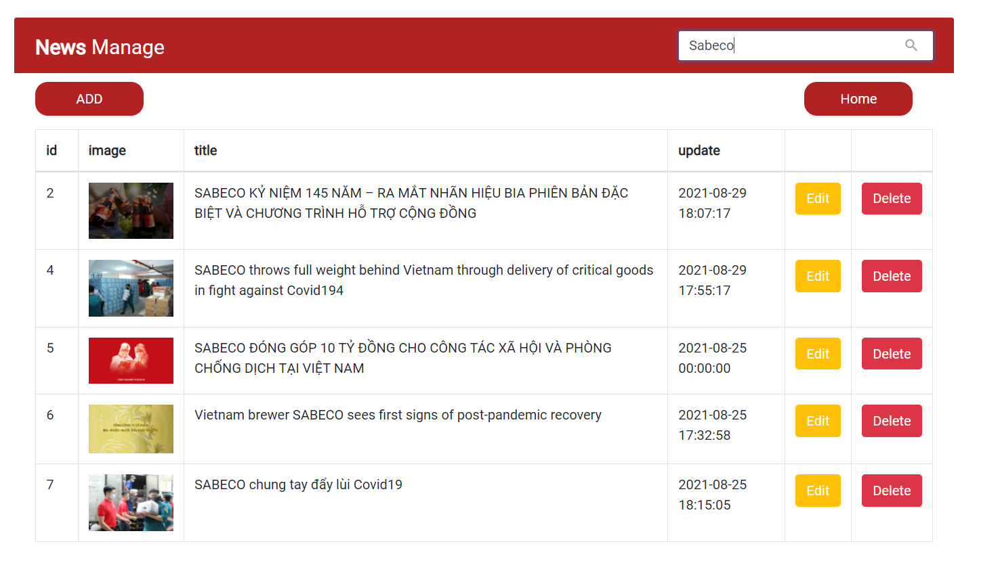 News Manage
Sabeco
ADD
Home
id
image
title
update
2
SABECO KỶ NIỆM 145 NĂM – RA MẮT NHÃN HIỆU BIA PHIÊN BẢN ĐẶC
BIỆT VÀ CHƯƠNG TRÌNH HỖ TRỢ CỘNG ĐỒNG
2021-08-29
18:07:17
Edit
Delete
4
SABECO throws full weight behind Vietnam through delivery of critical goods
in fight against Covid194
2021-08-29
17:55:17
Edit
Delete
5
SABECO ĐÓNG GÓP 10 TỶ ĐỒNG CHO CÔNG TÁC XÃ HỘI VÀ PHÒNG
CHỐNG DỊCH TẠI VIỆT NAM
2021-08-25
00:00:00
Edit
Delete
6
Vietnam brewer SABECO sees first signs of post-pandemic recovery
2021-08-25
17:32:58
Edit
Delete
7
SABECO chung tay đẩy lùi Covid19
2021-08-25
18:15:05
Edit
Delete